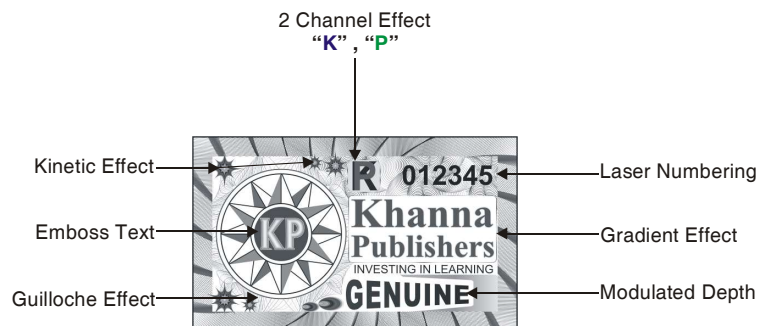 2 Channel Effect
“K” , “P”
Kinetic Effect
012345
Laser Numbering
Emboss Text
KP
Khanna
Publishers
Gradient Effect
INVESTING IN LEARNING
Guilloche Effect
GENUINE
Modulated Depth